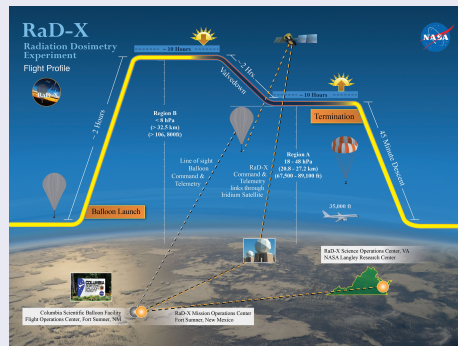 RaD-X
Radiation Dosimetry
Experiment
Flight Profile
NASA
~ 10 Hours
~ 2 Hrs.
Valvedown
~ 10 Hours
~ 2 Hours
Region B
< 8 hPa
(> 32.5 km)
(> 106, 800ft)
Termination
45 Minute Descent
Line of sight
Balloon
Command &
Telemetry
RaD-X
Command &
Telemetry
links through
Iridium Satellite
Region A
18 - 48 hPa
(20.8 - 27.2 km)
(67,500 - 89,100 ft)
Balloon Launch
35,000 ft
RaD-X Science Operations Center, VA
NASA Langley Research Center
COLUMBIA
Columbia Scientific Balloon Facility
Flight Operations Center, Fort Sumner, NM
RaD-X Mission Operations Center
Fort Sumner, New Mexico